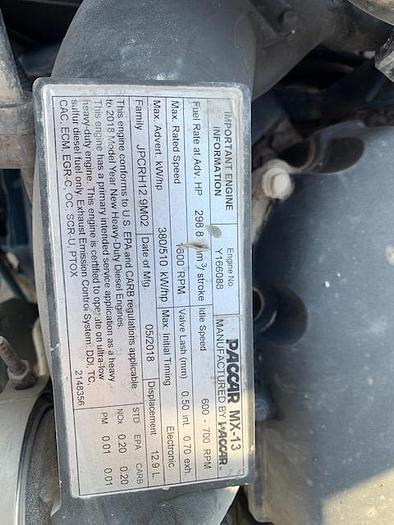 IMPORTANT ENGINE INFORMATION
Engine No. Y166088
PACCAR MX-13
MANUFACTURED BY PACCAR
Fuel Rate at Adv. HP 298.8 mm³/ stroke
Idle Speed 600 - 700 RPM
Max. Rated Speed 1600 RPM
Valve Lash (mm) 0.50 int. 0.70 exh.
Max. Advert. kW/hp 380/510 kW/hp
Max. Initial Timing Electronic
Family JPCRH12.9M02
Date of Mfg 05/2018
Displacement 12.9 L
This engine conforms to U.S. EPA and CARB regulations applicable
to 2018 Model Year New Heavy-Duty Diesel Engines.
This engine has a primary intended service application as a heavy
heavy-duty engine. This engine is certified to operate on ultra-low
sulfur diesel fuel only. Exhaust Emission Control System: DDI, TC,
CAC, ECM, EGR-C, OC, SCR-U, PTOX
STD EPA CARB
NOx 0.20 0.20
PM 0.01 0.01
2148356